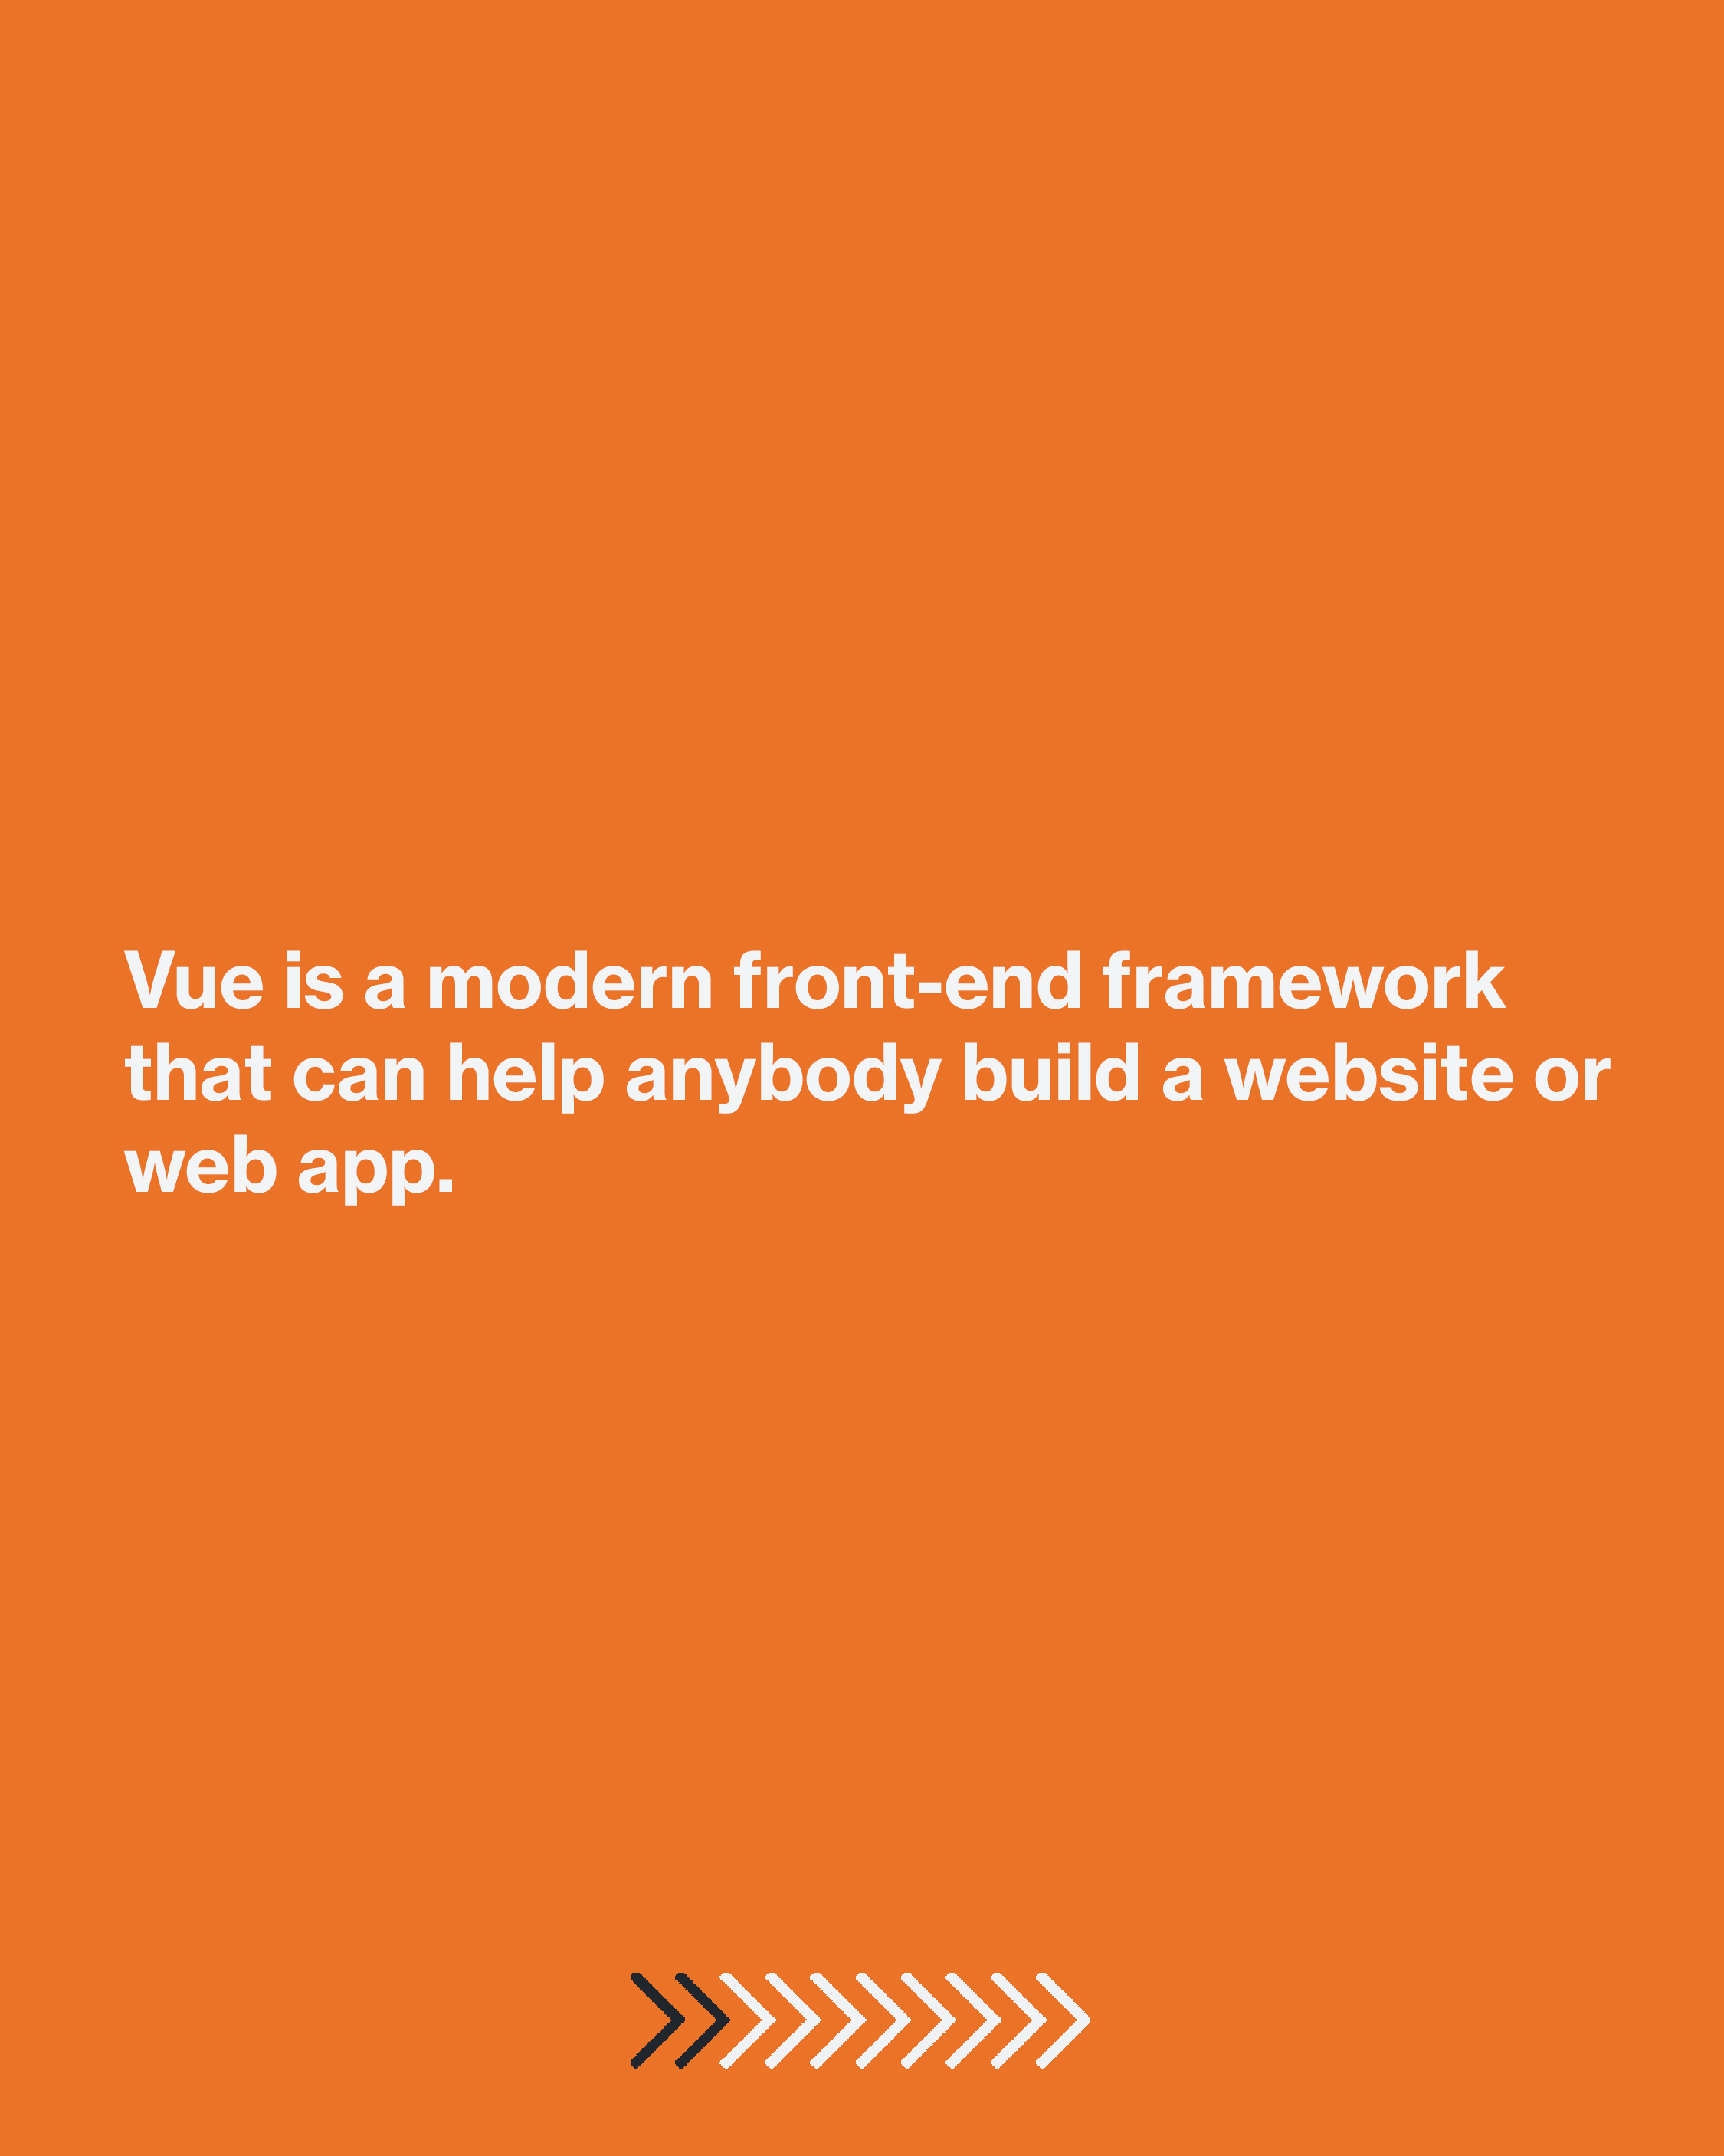 Vue is a modern front-end framework
that can help anybody build a website or
web app.